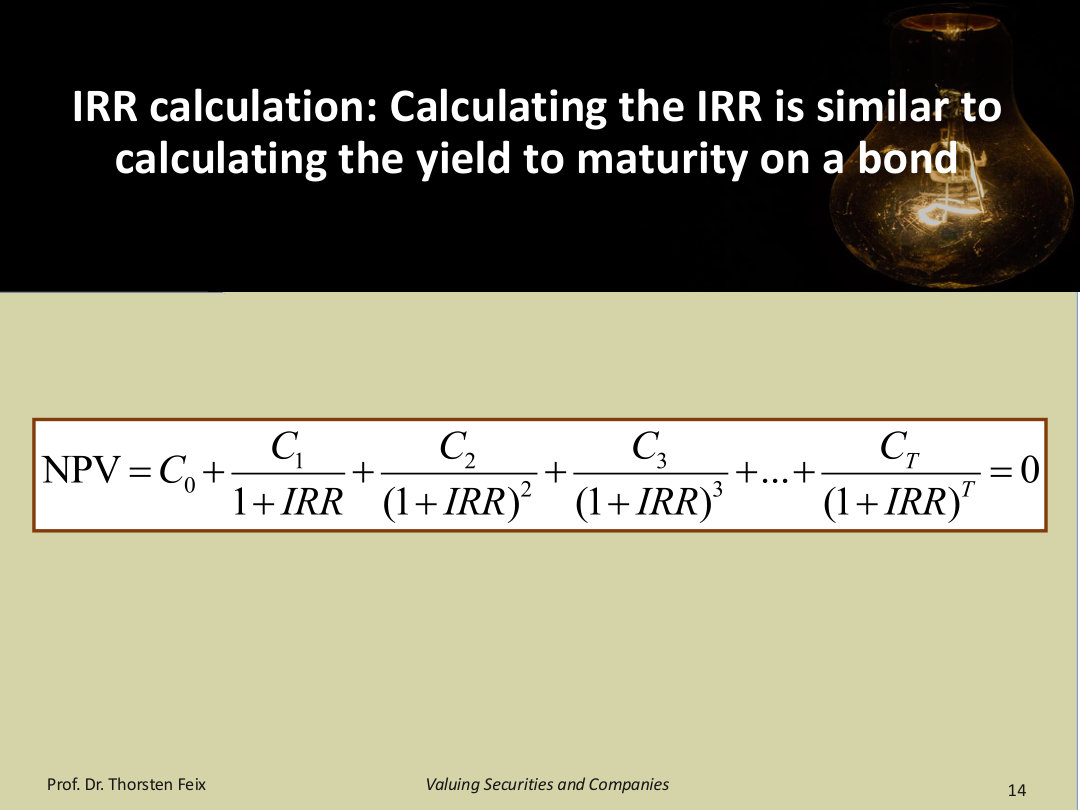 IRR calculation: Calculating the IRR is similar to
calculating the yield to maturity on a bond
NPV = C₀ + C₁/(1 + IRR) + C₂/(1 + IRR)² + C₃/(1 + IRR)³ + ... + C_T/(1 + IRR)^T = 0
Prof. Dr. Thorsten Feix
Valuing Securities and Companies
14